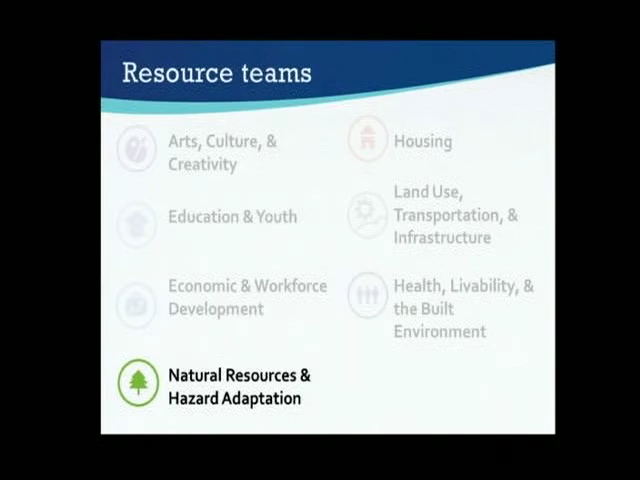 Resource teams
Arts, Culture, &
Creativity
Education & Youth
Economic & Workforce
Development
Natural Resources &
Hazard Adaptation
Housing
Land Use,
Transportation, &
Infrastructure
Health, Livability, &
the Built
Environment